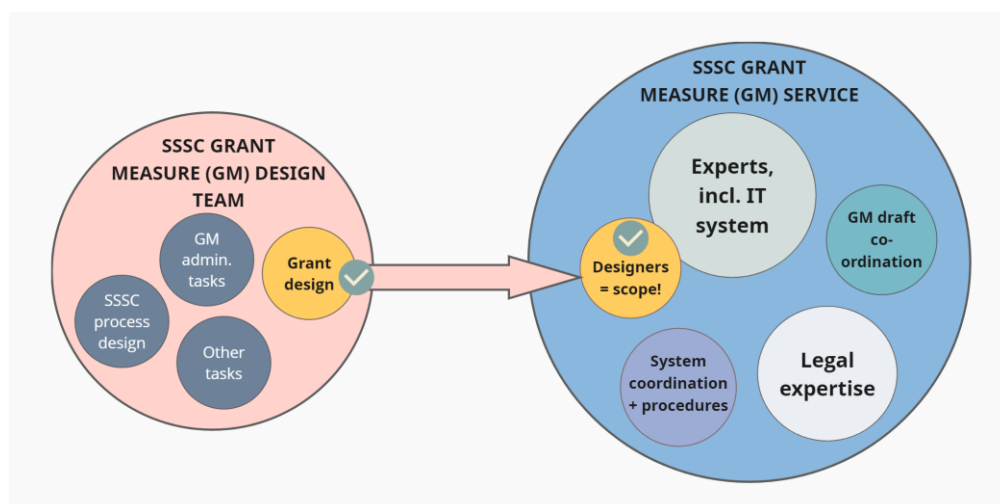 SSSC GRANT
MEASURE (GM) DESIGN
TEAM
GM
admin.
tasks
Grant
design
SSSC
process
design
Other
tasks
SSSC GRANT
MEASURE (GM) SERVICE
Experts,
incl. IT
system
GM draft
co-
ordination
Designers
= scope!
System
coordination
+ procedures
Legal
expertise